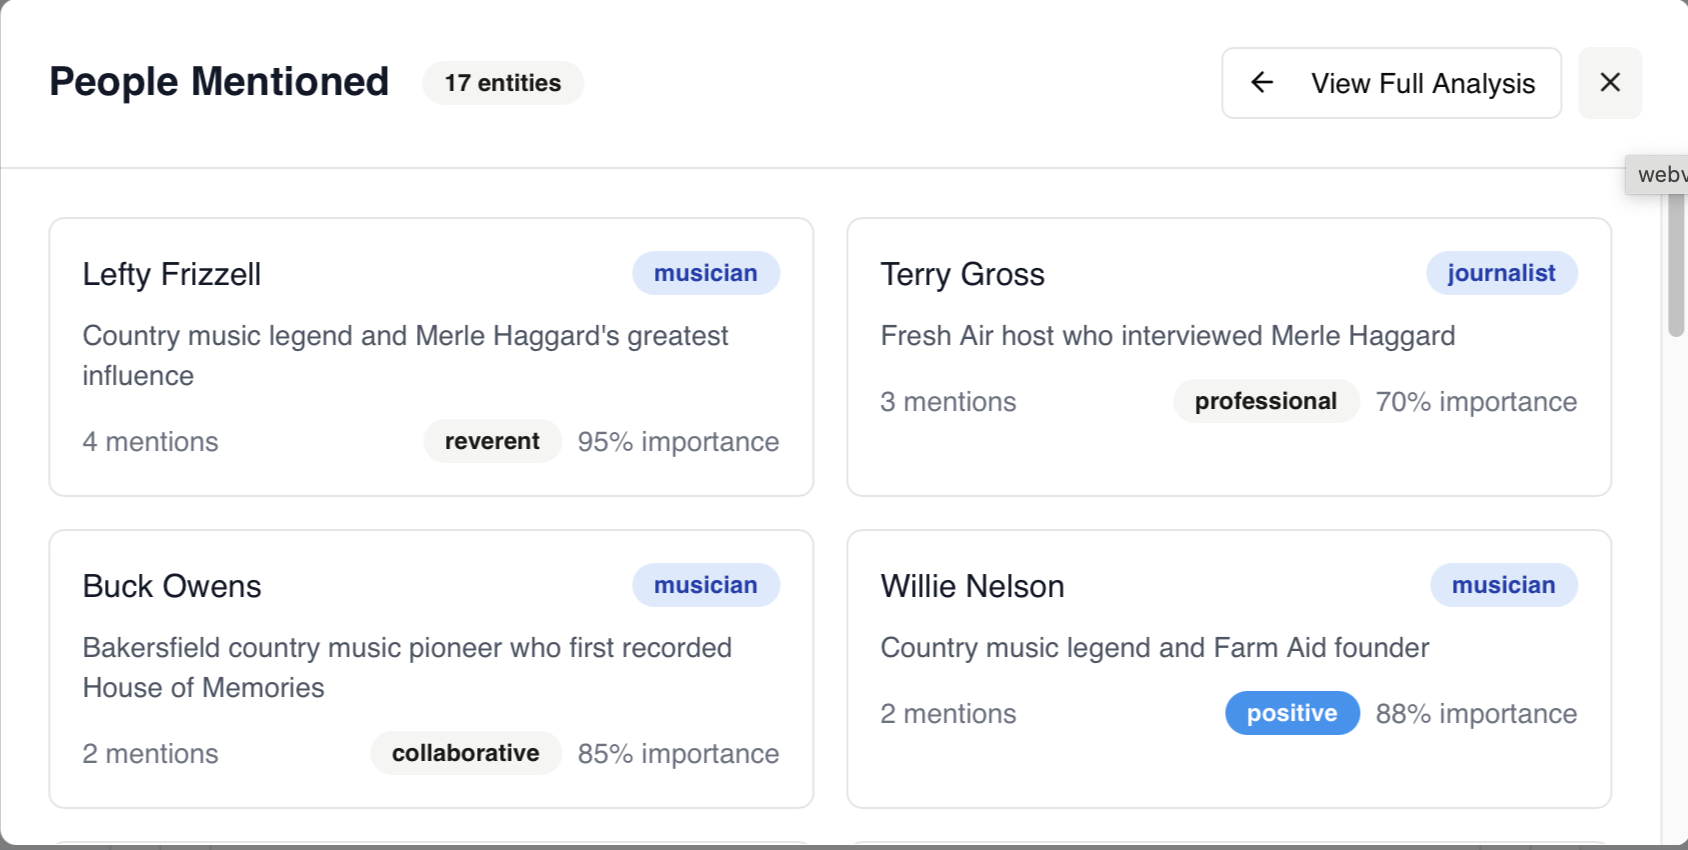 People Mentioned
17 entities
View Full Analysis
Lefty Frizzell
musician
Country music legend and Merle Haggard's greatest
influence
4 mentions
reverent
95% importance
Terry Gross
journalist
Fresh Air host who interviewed Merle Haggard
3 mentions
professional
70% importance
Buck Owens
musician
Bakersfield country music pioneer who first recorded
House of Memories
2 mentions
collaborative
85% importance
Willie Nelson
musician
Country music legend and Farm Aid founder
2 mentions
positive
88% importance